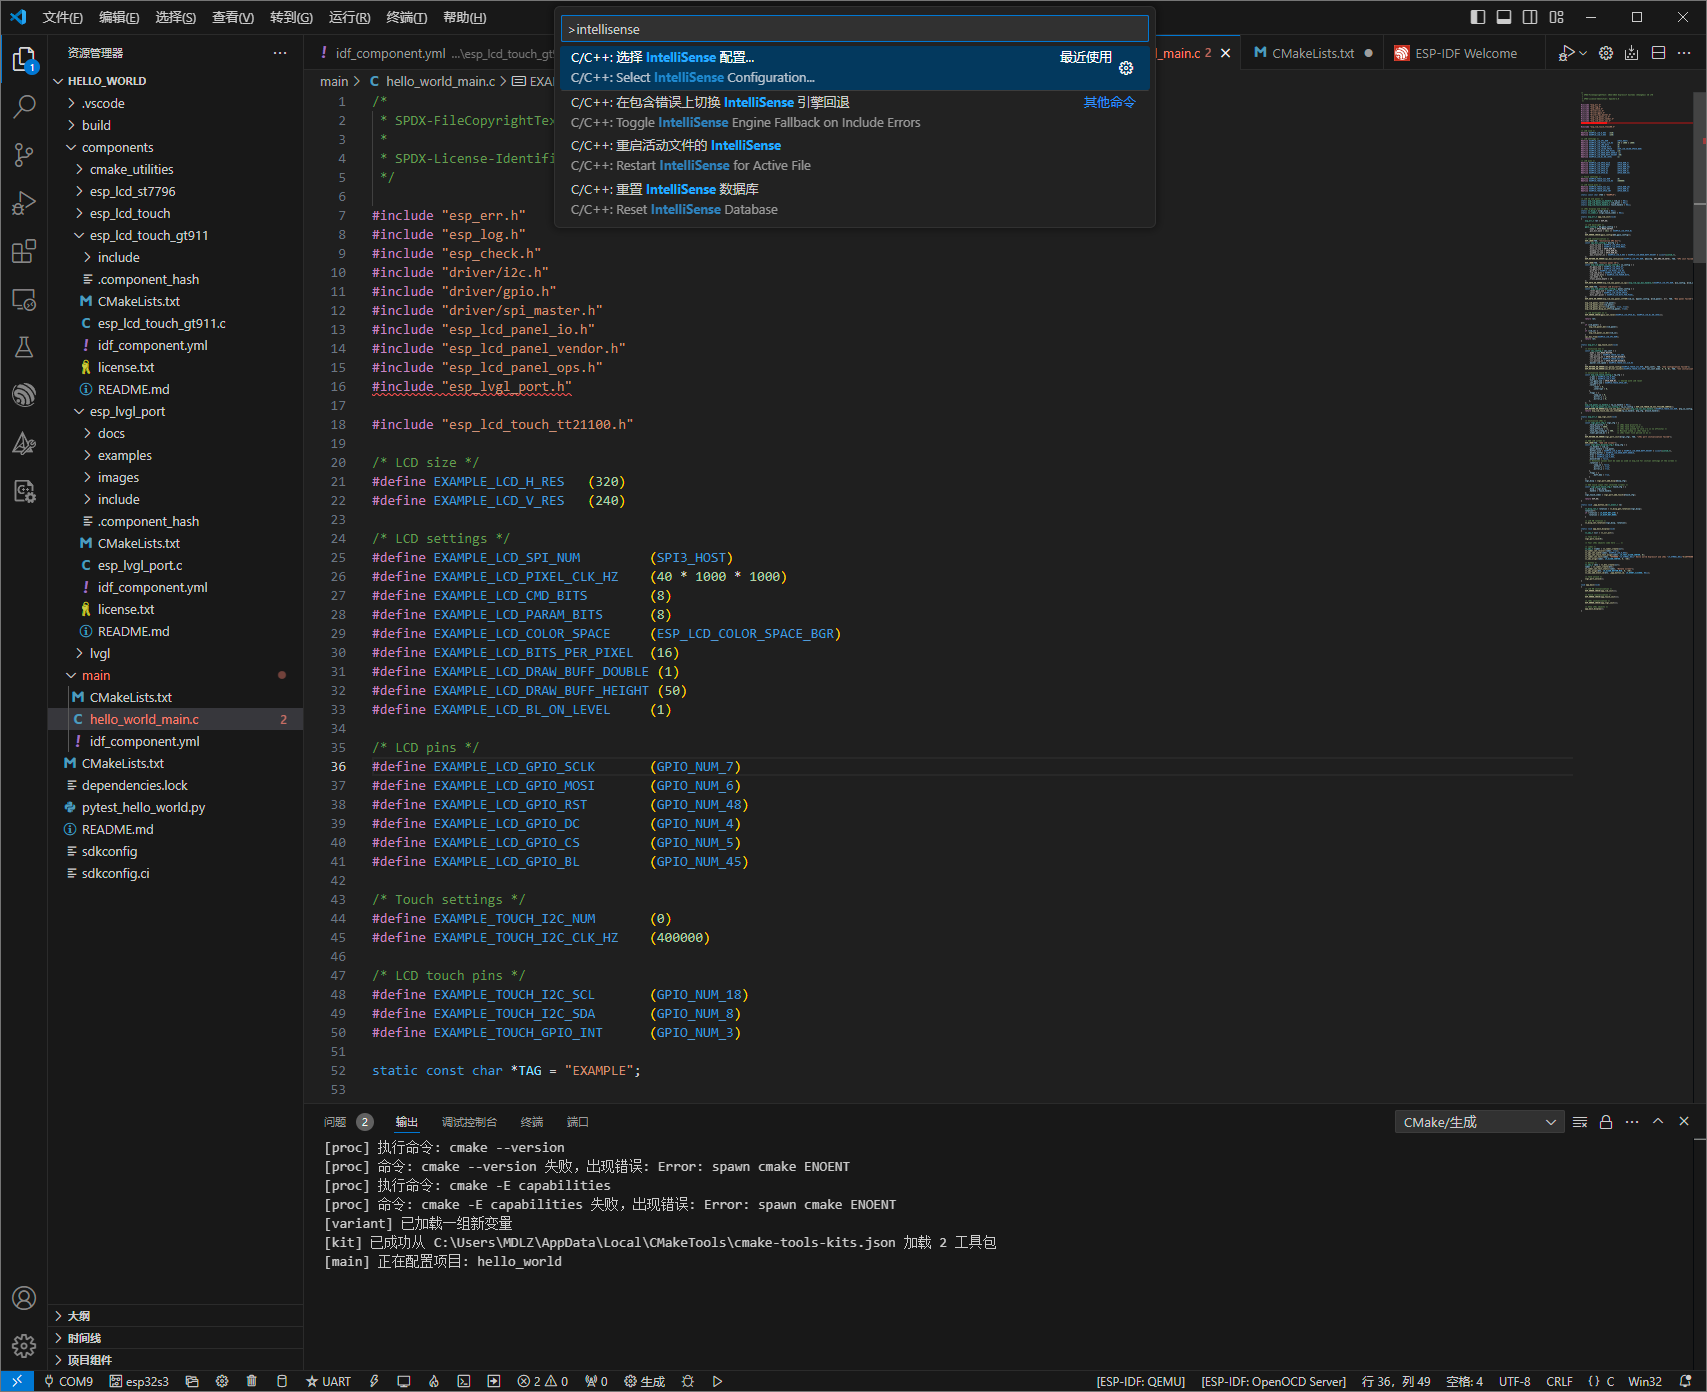 文件(F) 编辑(E) 选择(S) 查看(V) 转到(G) 运行(R) 终端(T) 帮助(H)
>intellisense
C/C++: 选择 IntelliSense 配置... 最近使用
C/C++: Select IntelliSense Configuration...
C/C++: 在包含错误上切换 IntelliSense 引擎回退 其他命令
C/C++: Toggle IntelliSense Engine Fallback on Include Errors
C/C++: 重启活动文件的 IntelliSense
C/C++: Restart IntelliSense for Active File
C/C++: 重置 IntelliSense 数据库
C/C++: Reset IntelliSense Database
资源管理器
HELLO_WORLD
.vscode
build
components
cmake_utilities
esp_lcd_st7796
esp_lcd_touch
esp_lcd_touch_gt911
include
.component_hash
CMakeLists.txt
esp_lcd_touch_gt911.c
idf_component.yml
license.txt
README.md
esp_lvgl_port
docs
examples
images
include
.component_hash
CMakeLists.txt
esp_lvgl_port.c
idf_component.yml
license.txt
README.md
lvgl
main
CMakeLists.txt
hello_world_main.c 2
idf_component.yml
CMakeLists.txt
dependencies.lock
pytest_hello_world.py
README.md
sdkconfig
sdkconfig.ci
大纲
时间线
项目组件
idf_component.yml ...\esp_lcd_touch_gt _main.c 2 CMakeLists.txt ESP-IDF Welcome
main > C hello_world_main.c > EXA
1 /*
2 * SPDX-FileCopyrightTex
3 *
4 * SPDX-License-Identifi
5 */
6
7 #include "esp_err.h"
8 #include "esp_log.h"
9 #include "esp_check.h"
10 #include "driver/i2c.h"
11 #include "driver/gpio.h"
12 #include "driver/spi_master.h"
13 #include "esp_lcd_panel_io.h"
14 #include "esp_lcd_panel_vendor.h"
15 #include "esp_lcd_panel_ops.h"
16 #include "esp_lvgl_port.h"
17
18 #include "esp_lcd_touch_tt21100.h"
19
20 /* LCD size */
21 #define EXAMPLE_LCD_H_RES (320)
22 #define EXAMPLE_LCD_V_RES (240)
23
24 /* LCD settings */
25 #define EXAMPLE_LCD_SPI_NUM (SPI3_HOST)
26 #define EXAMPLE_LCD_PIXEL_CLK_HZ (40 * 1000 * 1000)
27 #define EXAMPLE_LCD_CMD_BITS (8)
28 #define EXAMPLE_LCD_PARAM_BITS (8)
29 #define EXAMPLE_LCD_COLOR_SPACE (ESP_LCD_COLOR_SPACE_BGR)
30 #define EXAMPLE_LCD_BITS_PER_PIXEL (16)
31 #define EXAMPLE_LCD_DRAW_BUFF_DOUBLE (1)
32 #define EXAMPLE_LCD_DRAW_BUFF_HEIGHT (50)
33 #define EXAMPLE_LCD_BL_ON_LEVEL (1)
34
35 /* LCD pins */
36 #define EXAMPLE_LCD_GPIO_SCLK (GPIO_NUM_7)
37 #define EXAMPLE_LCD_GPIO_MOSI (GPIO_NUM_6)
38 #define EXAMPLE_LCD_GPIO_RST (GPIO_NUM_48)
39 #define EXAMPLE_LCD_GPIO_DC (GPIO_NUM_4)
40 #define EXAMPLE_LCD_GPIO_CS (GPIO_NUM_5)
41 #define EXAMPLE_LCD_GPIO_BL (GPIO_NUM_45)
42
43 /* Touch settings */
44 #define EXAMPLE_TOUCH_I2C_NUM (0)
45 #define EXAMPLE_TOUCH_I2C_CLK_HZ (400000)
46
47 /* LCD touch pins */
48 #define EXAMPLE_TOUCH_I2C_SCL (GPIO_NUM_18)
49 #define EXAMPLE_TOUCH_I2C_SDA (GPIO_NUM_8)
50 #define EXAMPLE_TOUCH_GPIO_INT (GPIO_NUM_3)
51
52 static const char *TAG = "EXAMPLE";
53
问题 2 输出 调试控制台 终端 端口 CMake/生成
[proc] 执行命令: cmake --version
[proc] 命令: cmake --version 失败，出现错误: Error: spawn cmake ENOENT
[proc] 执行命令: cmake -E capabilities
[proc] 命令: cmake -E capabilities 失败，出现错误: Error: spawn cmake ENOENT
[variant] 已加载一组新变量
[kit] 已成功从 C:\Users\MDLZ\AppData\Local\CMakeTools\cmake-tools-kits.json 加载 2 工具包
[main] 正在配置项目: hello_world
COM9 esp32s3 UART 2 0 0 生成 [ESP-IDF: QEMU] [ESP-IDF: OpenOCD Server] 行 36，列 49 空格: 4 UTF-8 CRLF {} C Win32